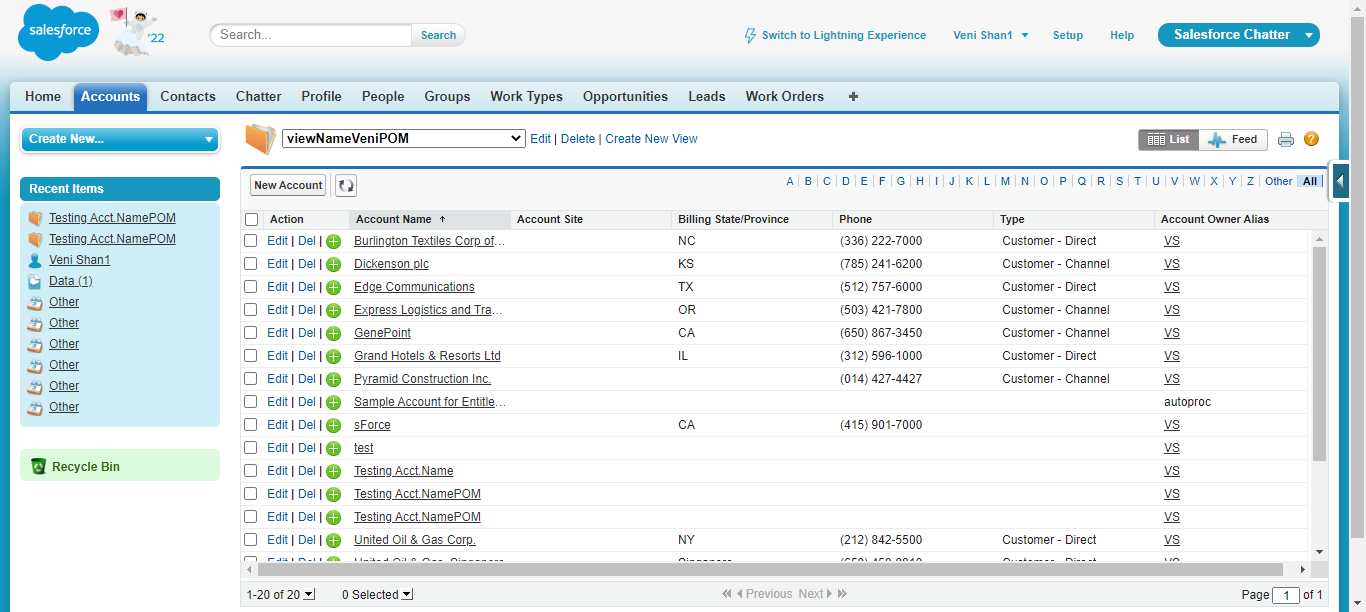 salesforce
'22
Search... Search
Switch to Lightning Experience Veni Shan1 Setup Help Salesforce Chatter
Home Accounts Contacts Chatter Profile People Groups Work Types Opportunities Leads Work Orders
Create New...
Recent Items
Testing Acct.NamePOM
Testing Acct.NamePOM
Veni Shan1
Data (1)
Other
Other
Other
Other
Other
Other
Recycle Bin
viewNameVeniPOM Edit | Delete | Create New View List Feed
New Account A B C D E F G H I J K L M N O P Q R S T U V W X Y Z Other All
Action Account Name Account Site Billing State/Province Phone Type Account Owner Alias
Edit | Del | Burlington Textiles Corp of... NC (336) 222-7000 Customer - Direct VS
Edit | Del | Dickenson plc KS (785) 241-6200 Customer - Channel VS
Edit | Del | Edge Communications TX (512) 757-6000 Customer - Direct VS
Edit | Del | Express Logistics and Tra... OR (503) 421-7800 Customer - Channel VS
Edit | Del | GenePoint CA (650) 867-3450 Customer - Channel VS
Edit | Del | Grand Hotels & Resorts Ltd IL (312) 596-1000 Customer - Direct VS
Edit | Del | Pyramid Construction Inc. (014) 427-4427 Customer - Channel VS
Edit | Del | Sample Account for Entitle... autoproc
Edit | Del | sForce CA (415) 901-7000 VS
Edit | Del | test VS
Edit | Del | Testing Acct.Name VS
Edit | Del | Testing Acct.NamePOM VS
Edit | Del | Testing Acct.NamePOM VS
Edit | Del | United Oil & Gas Corp. NY (212) 842-5500 Customer - Direct VS
1-20 of 20 0 Selected Previous Next Page 1 of 1